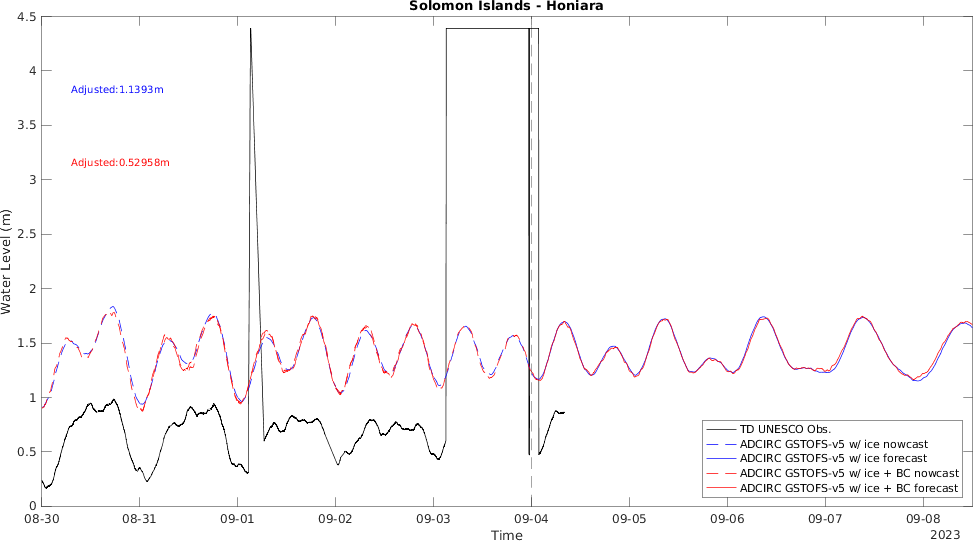 Solomon Islands - Honiara
4.5
4
3.5
3
2.5
2
1.5
1
0.5
0
Water Level (m)
Adjusted:1.1393m
Adjusted:0.52958m
TD UNESCO Obs.
ADCIRC GSTOFS-v5 w/ ice nowcast
ADCIRC GSTOFS-v5 w/ ice forecast
ADCIRC GSTOFS-v5 w/ ice + BC nowcast
ADCIRC GSTOFS-v5 w/ ice + BC forecast
08-30 08-31 09-01 09-02 09-03 09-04 09-05 09-06 09-07 09-08
Time
2023